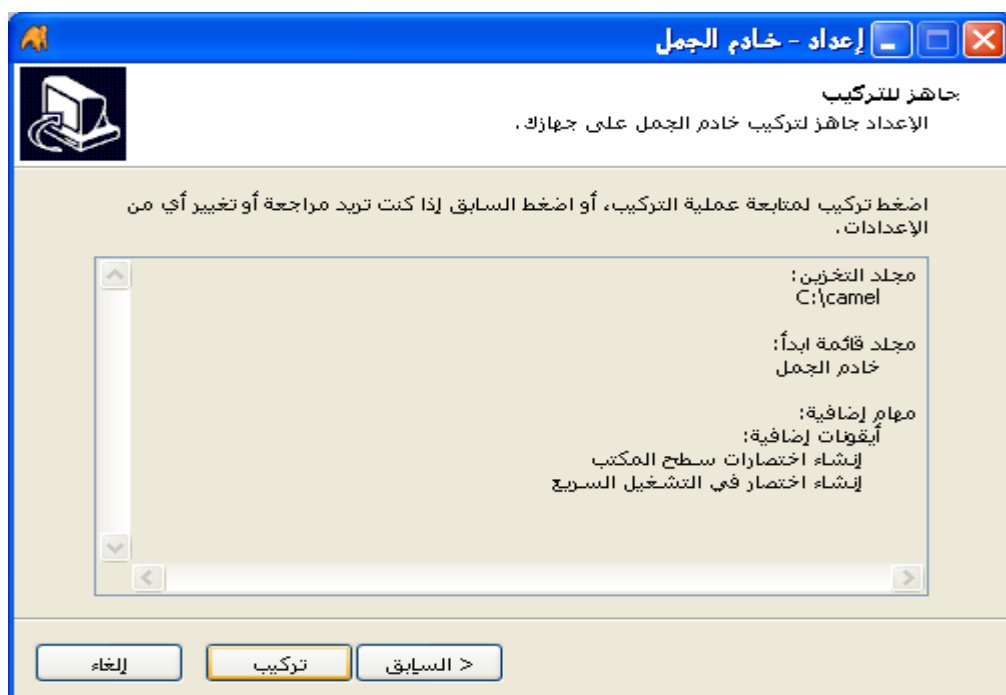 إعداد - خادم الجمل
جاهز للتركيب
الإعداد جاهز لتركيب خادم الجمل على جهازك.
اضغط تركيب لمتابعة عملية التركيب، أو اضغط السابق إذا كنت تريد مراجعة أو تغيير أي من
الإعدادات.
مجلد التخزين:
C:\camel
مجلد قائمة ابدأ:
خادم الجمل
مهام إضافية:
أيقونات إضافية:
إنشاء اختصارات سطح المكتب
إنشاء اختصار في التشغيل السريع
< السابق
تركيب
إلغاء